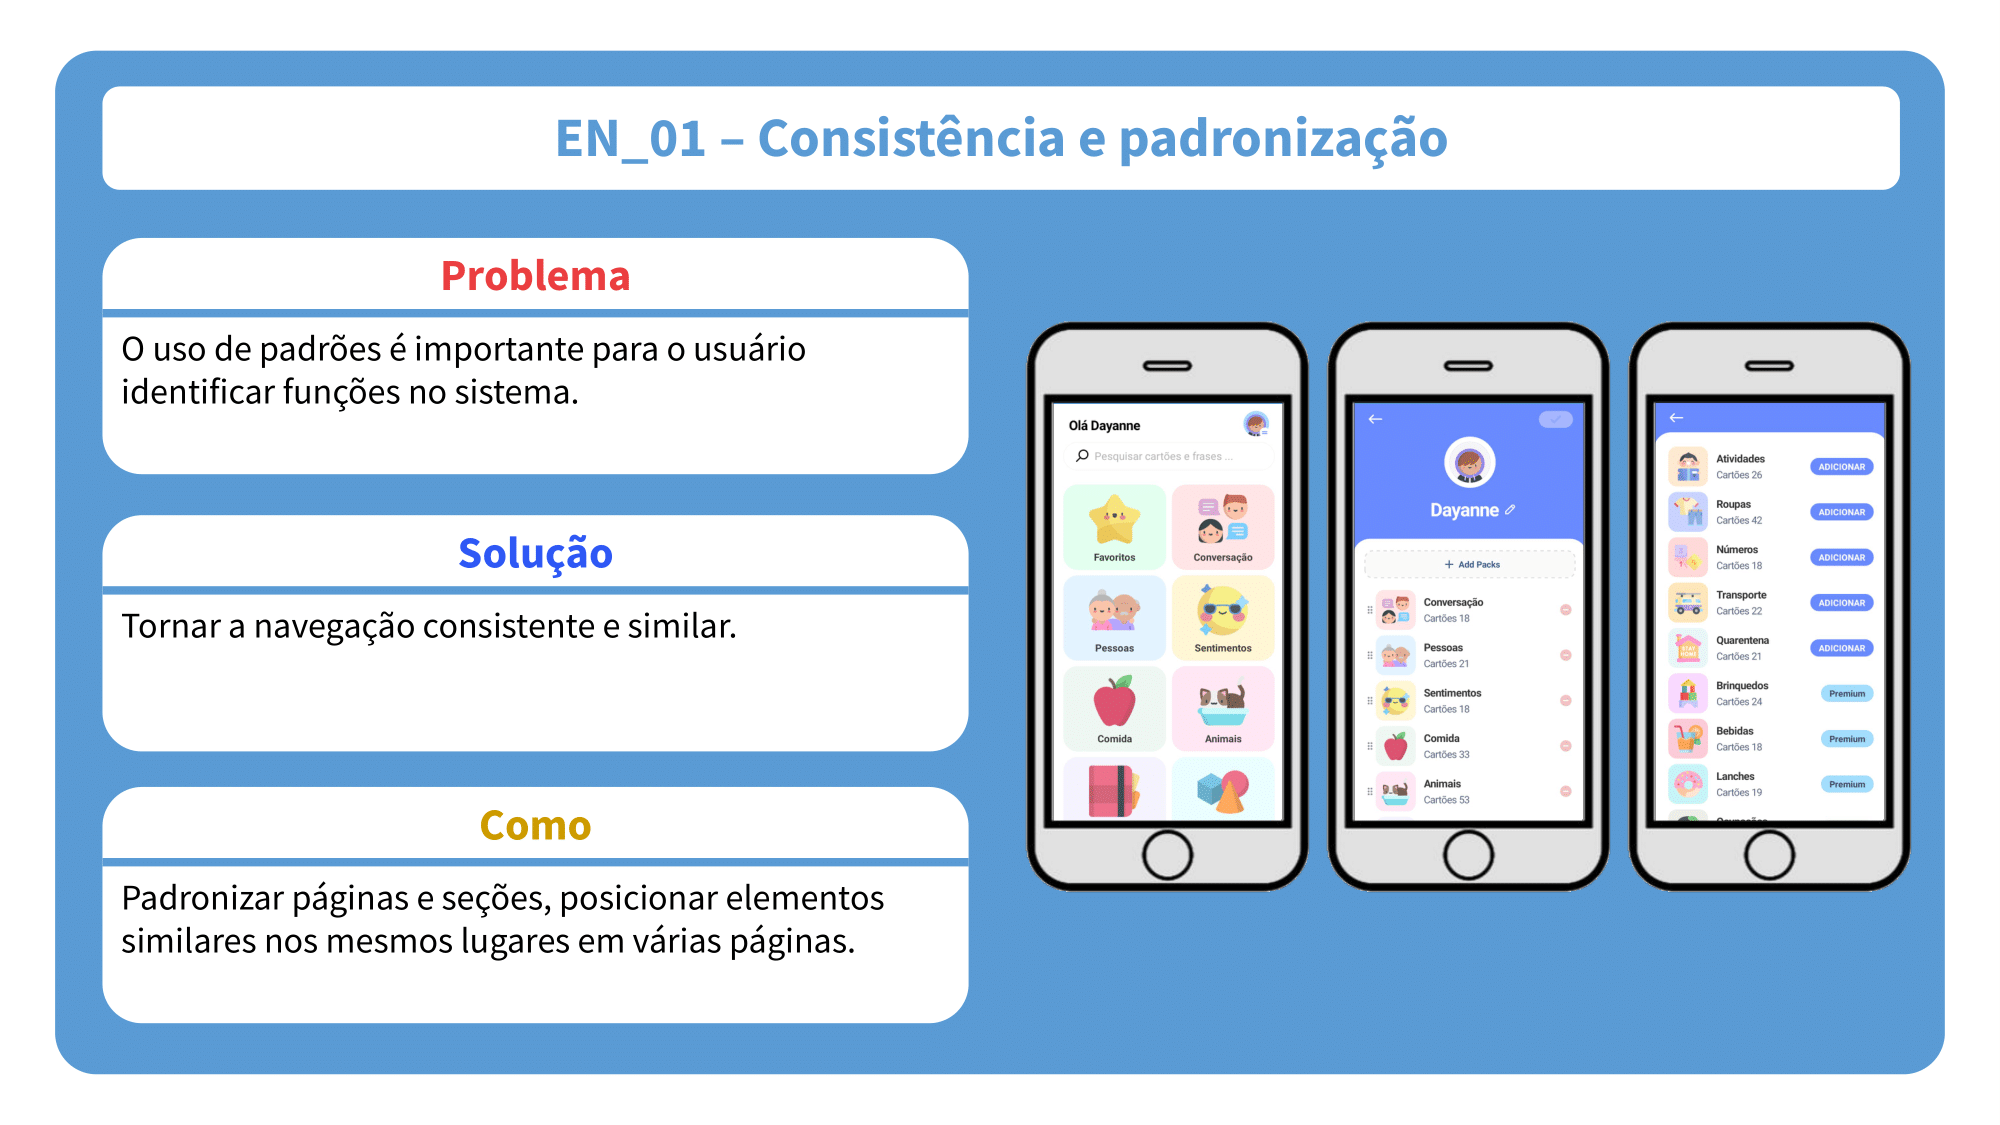 EN_01 – Consistência e padronização
Problema
O uso de padrões é importante para o usuário
identificar funções no sistema.
Solução
Tornar a navegação consistente e similar.
Como
Padronizar páginas e seções, posicionar elementos
similares nos mesmos lugares em várias páginas.
Olá Dayanne
Pesquisar cartões e frases ...
Favoritos
Conversação
Pessoas
Sentimentos
Comida
Animais
Dayanne
+ Add Packs
Conversação
Cartões 18
Pessoas
Cartões 21
Sentimentos
Cartões 18
Comida
Cartões 33
Animais
Cartões 53
Atividades
Cartões 26
ADICIONAR
Roupas
Cartões 42
ADICIONAR
Números
Cartões 18
ADICIONAR
Transporte
Cartões 22
ADICIONAR
STAY
HOME
Quarentena
Cartões 21
ADICIONAR
Brinquedos
Cartões 24
Premium
Bebidas
Cartões 18
Premium
Lanches
Cartões 19
Premium